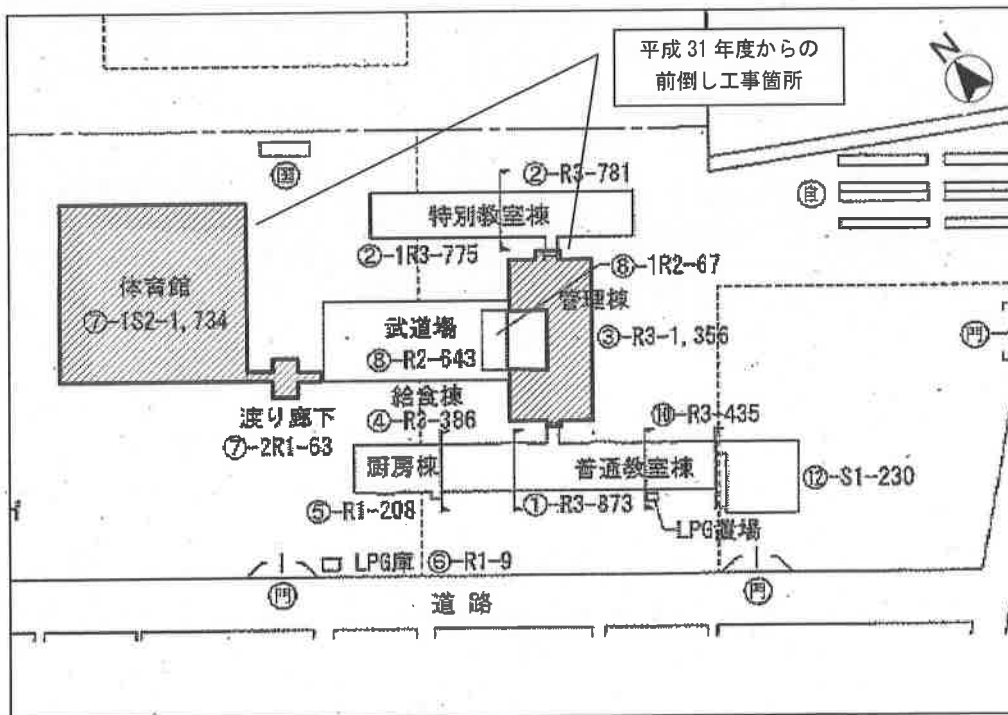 平成31年度からの
前倒し工事箇所
N
②-R3-781
特別教室棟
②-1R3-775
⑧-1R2-67
管理棟
体育館
⑦-1S2-1,734
武道場
⑧-R2-643
③-R3-1,356
門
給食棟
④-R3-386
⑩-R3-435
渡り廊下
⑦-2R1-63
厨房棟
普通教室棟
⑫-S1-230
⑤-R1-208
①-R3-873
LPG置場
LPG庫 ⑥-R1-9
門
門
道路